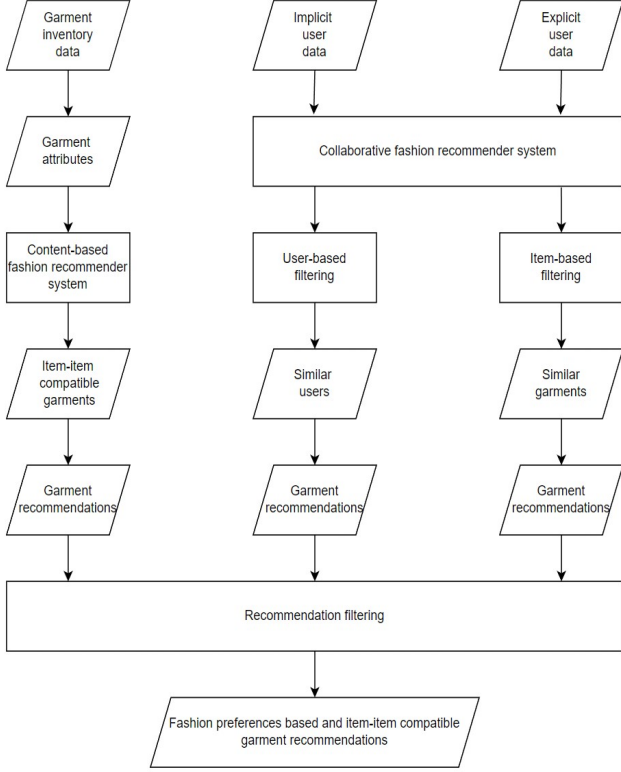 Garment
inventory
data
Implicit
user
data
Explicit
user
data
Garment
attributes
Collaborative fashion recommender system
Content-based
fashion recommender
system
User-based
filtering
Item-based
filtering
Item-item
compatible
garments
Similar
users
Similar
garments
Garment
recommendations
Garment
recommendations
Garment
recommendations
Recommendation filtering
Fashion preferences based and item-item compatible
garment recommendations